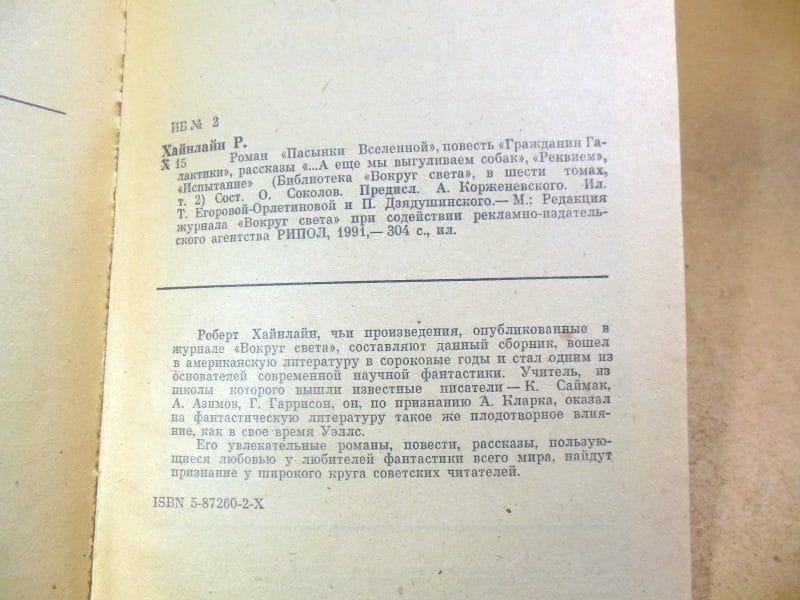 ИБ № 2
Хайнлайн Р.
Х 15 Роман «Пасынки Вселенной», повесть «Гражданин Га-
лактики», рассказы «...А еще мы выгуливаем собак», «Реквием»,
«Испытание» (Библиотека «Вокруг света», в шести томах,
т. 2) Сост. О. Соколов. Предисл. А. Корженевского. Ил.
Т. Егоровой-Орлетиновой и П. Дзядушинского.— М.: Редакция
журнала «Вокруг света» при содействии рекламно-издатель-
ского агентства РИПОЛ, 1991,— 304 с., ил.
Роберт Хайнлайн, чьи произведения, опубликованные в
журнале «Вокруг света», составляют данный сборник, вошел
в американскую литературу в сороковые годы и стал одним из
основателей современной научной фантастики. Учитель, из
школы которого вышли известные писатели — К. Саймак,
А. Азимов, Г. Гаррисон, он, по признанию А. Кларка, оказал
на фантастическую литературу такое же плодотворное влия-
ние, как в свое время Уэллс.
Его увлекательные романы, повести, рассказы, пользую-
щиеся любовью у любителей фантастики всего мира, найдут
признание у широкого круга советских читателей.
ISBN 5-87260-2-X